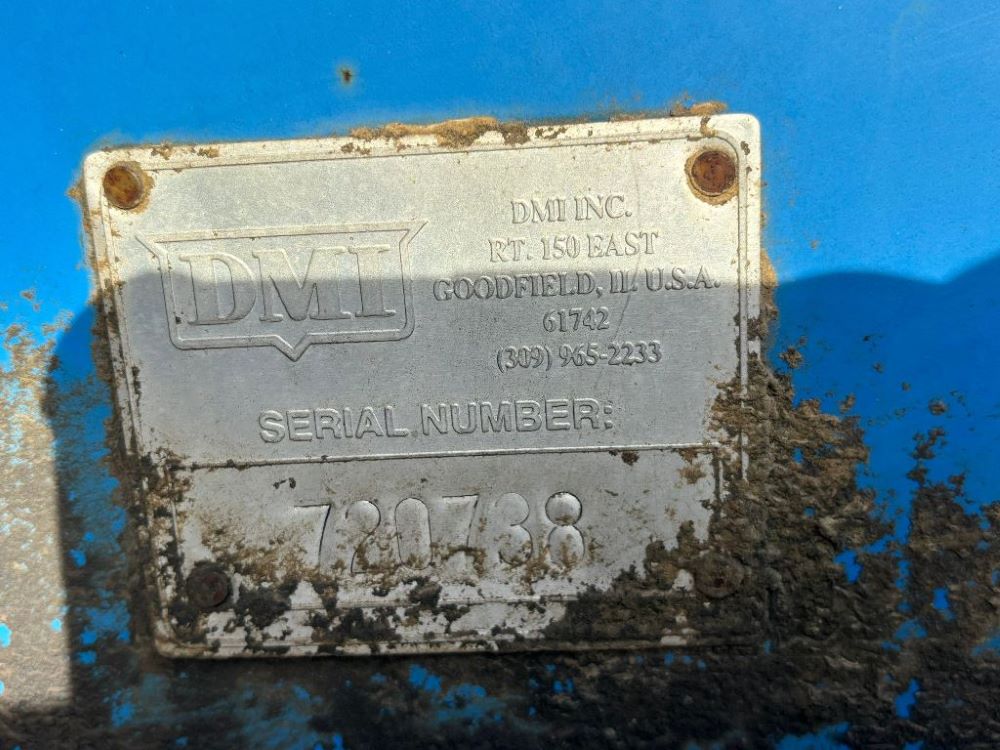 DMI
DMI INC.
RT. 150 EAST
GOODFIELD, IL U.S.A.
61742
(309) 965-2233
SERIAL NUMBER:
720738